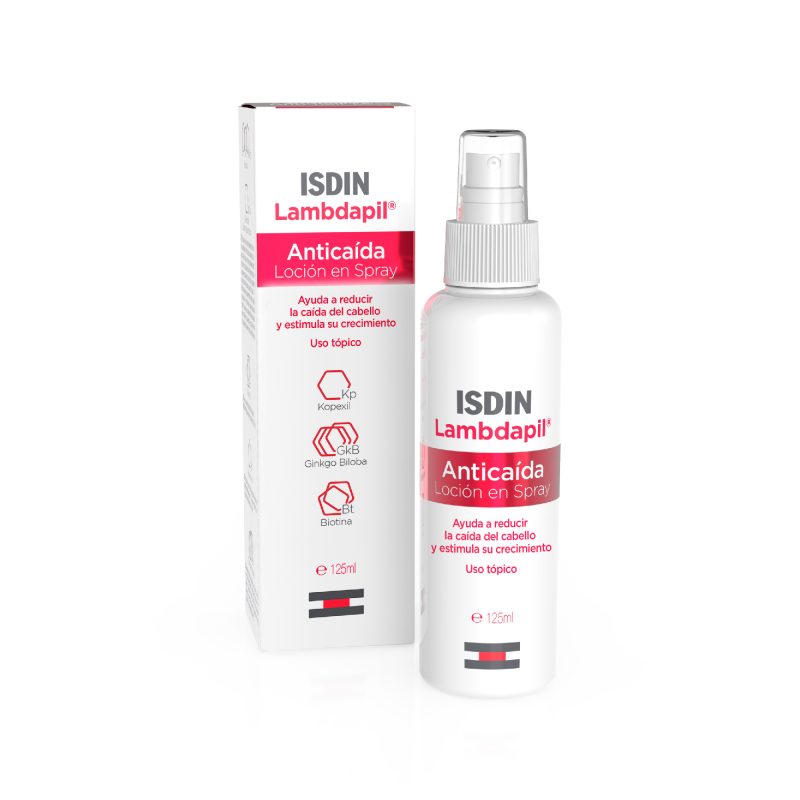 ISDIN
Lambdapil®
Anticaída
Loción en Spray
Ayuda a reducir
la caída del cabello
y estimula su crecimiento
Uso tópico
Kp
Kopexil
GkB
Ginkgo Biloba
Bt
Biotina
℮ 125ml
ISDIN
Lambdapil®
Anticaída
Loción en Spray
Ayuda a reducir
la caída del cabello
y estimula su crecimiento
Uso tópico
℮ 125ml